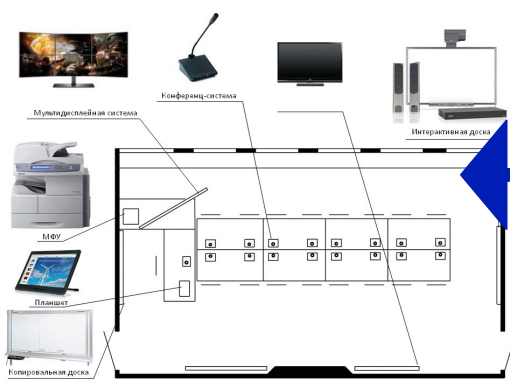 Конференц-система
Мультидисплейная система
Интерактивная доска
МФУ
Планшет
Копировальная доска